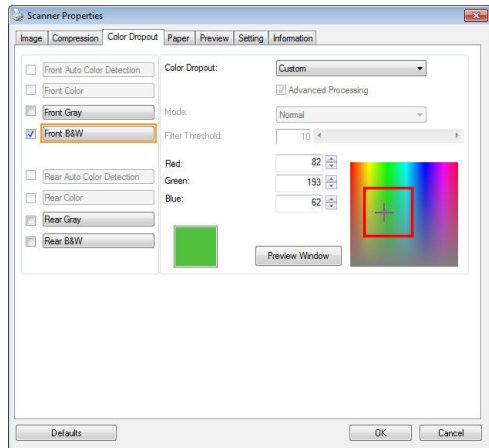 Scanner Properties
Image Compression Color Dropout Paper Preview Setting Information
Front Auto Color Detection
Front Color
Front Gray
Front B&W
Rear Auto Color Detection
Rear Color
Rear Gray
Rear B&W
Color Dropout: Custom
Advanced Processing
Mode: Normal
Filter Threshold: 10
Red: 82
Green: 193
Blue: 62
Preview Window
Defaults OK Cancel